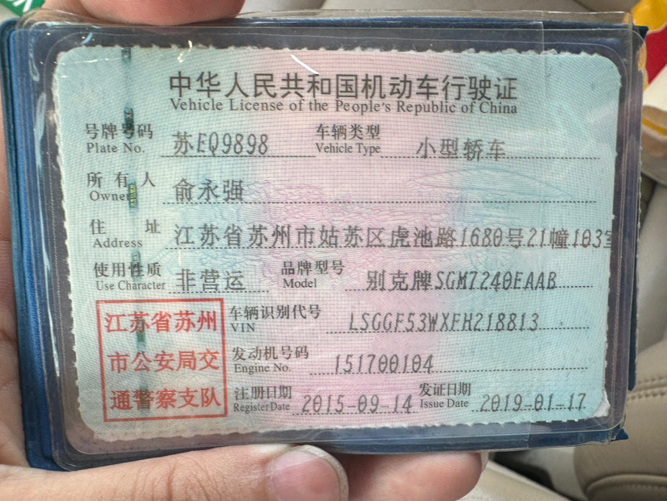 中华人民共和国机动车行驶证
Vehicle License of the People's Republic of China
号牌号码 苏EQ9898 车辆类型 小型轿车
Plate No. Vehicle Type
所有人 俞永强
Owner
住址 江苏省苏州市姑苏区虎池路1680号21幢103室
Address
使用性质 非营运 品牌型号 别克牌SGM7240EAAB
Use Character Model
江苏省苏州 车辆识别代号 LSGGF53WXFH218813
VIN
市公安局交 发动机号码 151700104
Engine No.
通警察支队 注册日期 2015-09-14 发证日期 2019-01-17
Register Date Issue Date